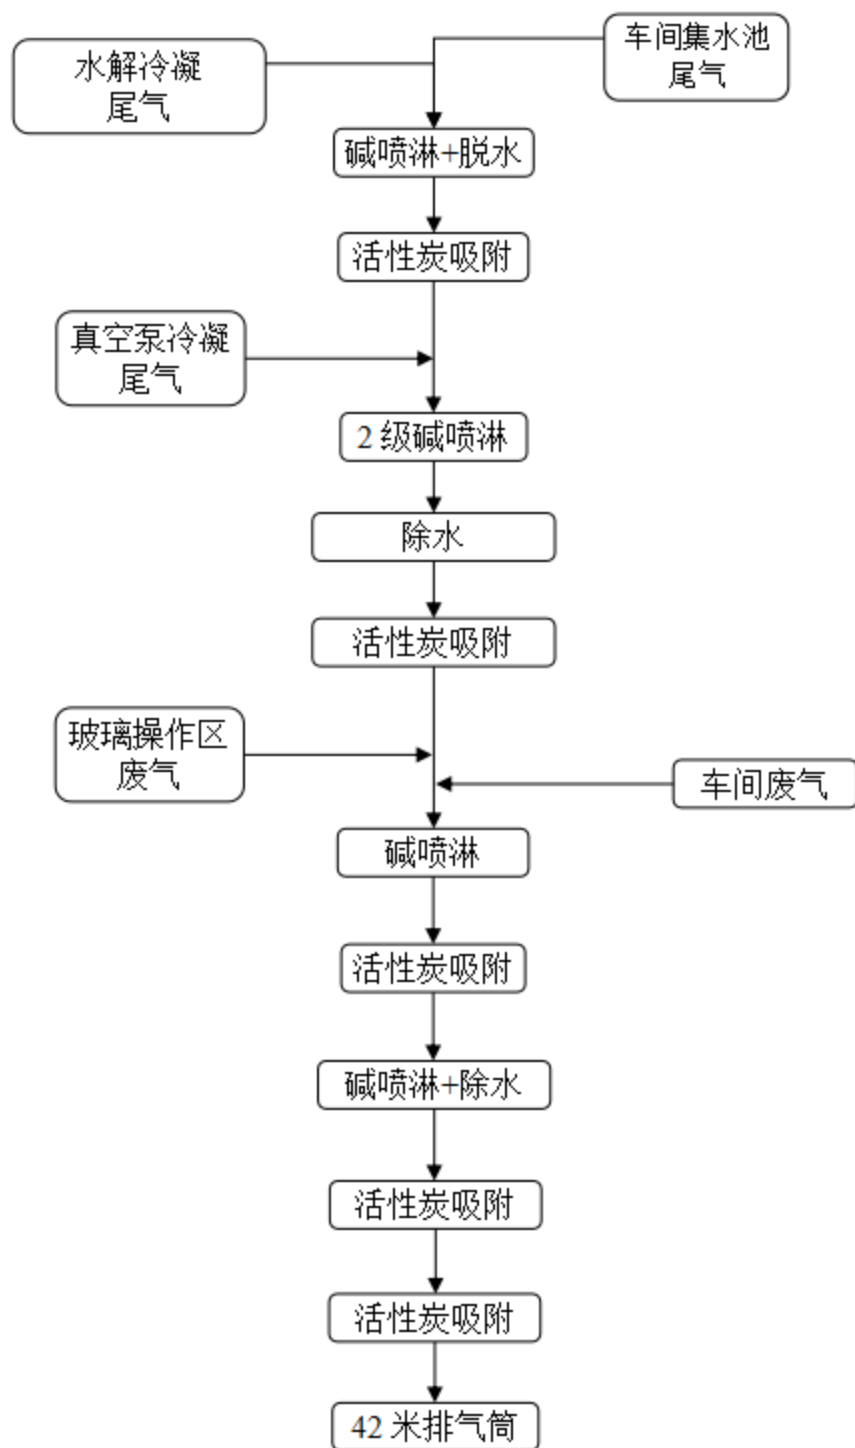 水解冷凝
尾气
车间集水池
尾气
碱喷淋+脱水
活性炭吸附
真空泵冷凝
尾气
2 级碱喷淋
除水
活性炭吸附
玻璃操作区
废气
车间废气
碱喷淋
活性炭吸附
碱喷淋+除水
活性炭吸附
活性炭吸附
42 米排气筒